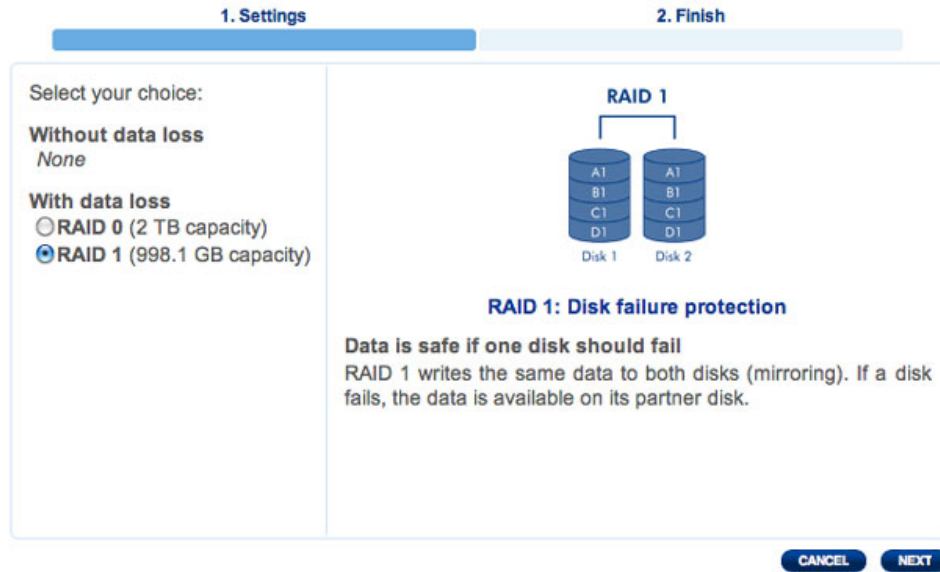 1. Settings
2. Finish
Select your choice:
Without data loss
None
With data loss
RAID 0 (2 TB capacity)
RAID 1 (998.1 GB capacity)
RAID 1
A1
B1
C1
D1
Disk 1
A1
B1
C1
D1
Disk 2
RAID 1: Disk failure protection
Data is safe if one disk should fail
RAID 1 writes the same data to both disks (mirroring). If a disk
fails, the data is available on its partner disk.
CANCEL
NEXT